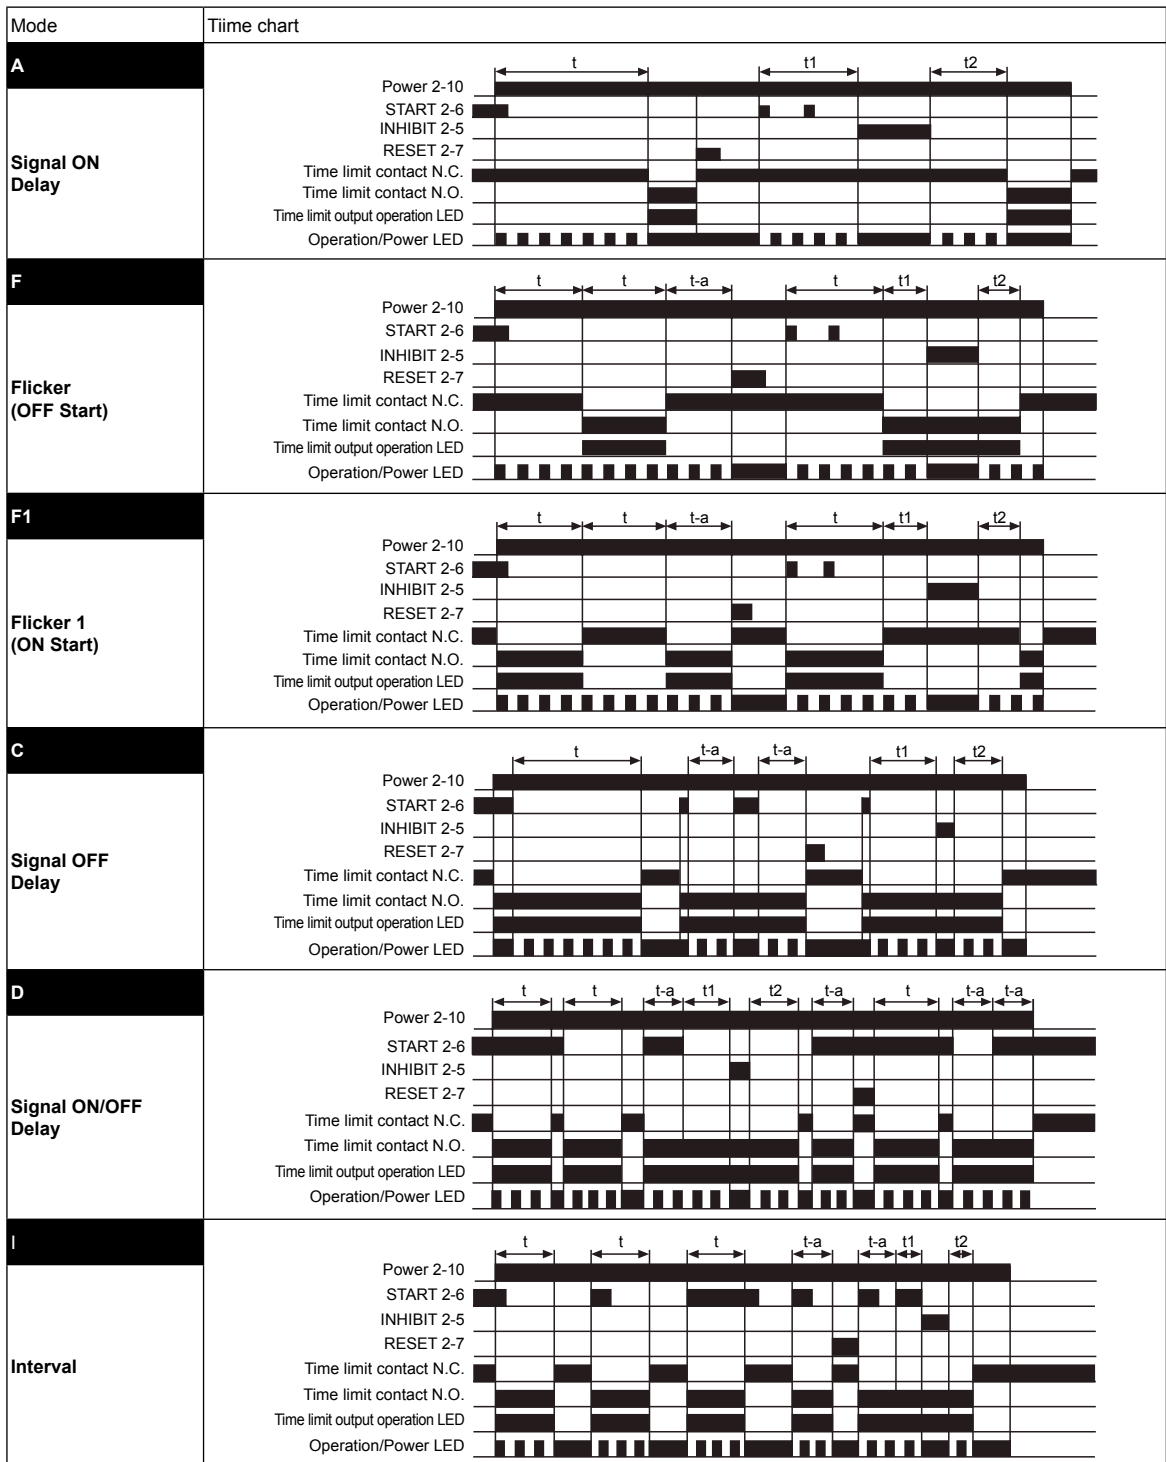 Mode Tiime chart
A
t t1 t2
Power 2-10
START 2-6
INHIBIT 2-5
RESET 2-7
Signal ON
Delay
Time limit contact N.C.
Time limit contact N.O.
Time limit output operation LED
Operation/Power LED
F
t t t-a t t1 t2
Power 2-10
START 2-6
INHIBIT 2-5
RESET 2-7
Flicker
(OFF Start)
Time limit contact N.C.
Time limit contact N.O.
Time limit output operation LED
Operation/Power LED
F1
t t t-a t t1 t2
Power 2-10
START 2-6
INHIBIT 2-5
RESET 2-7
Flicker 1
(ON Start)
Time limit contact N.C.
Time limit contact N.O.
Time limit output operation LED
Operation/Power LED
C
t t-a t-a t1 t2
Power 2-10
START 2-6
INHIBIT 2-5
RESET 2-7
Signal OFF
Delay
Time limit contact N.C.
Time limit contact N.O.
Time limit output operation LED
Operation/Power LED
D
t t t-a t1 t2 t-a t t-a t-a
Power 2-10
START 2-6
INHIBIT 2-5
RESET 2-7
Signal ON/OFF
Delay
Time limit contact N.C.
Time limit contact N.O.
Time limit output operation LED
Operation/Power LED
I
t t t t-a t-a t1 t2
Power 2-10
START 2-6
INHIBIT 2-5
RESET 2-7
Interval
Time limit contact N.C.
Time limit contact N.O.
Time limit output operation LED
Operation/Power LED